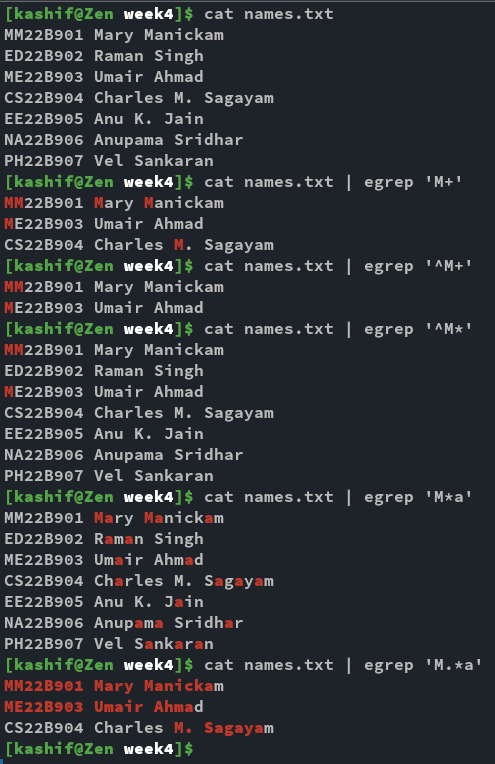 [kashif@Zen week4]$ cat names.txt
MM22B901 Mary Manickam
ED22B902 Raman Singh
ME22B903 Umair Ahmad
CS22B904 Charles M. Sagayam
EE22B905 Anu K. Jain
NA22B906 Anupama Sridhar
PH22B907 Vel Sankaran
[kashif@Zen week4]$ cat names.txt | egrep 'M+'
MM22B901 Mary Manickam
ME22B903 Umair Ahmad
CS22B904 Charles M. Sagayam
[kashif@Zen week4]$ cat names.txt | egrep '^M+'
MM22B901 Mary Manickam
ME22B903 Umair Ahmad
[kashif@Zen week4]$ cat names.txt | egrep '^M*'
MM22B901 Mary Manickam
ED22B902 Raman Singh
ME22B903 Umair Ahmad
CS22B904 Charles M. Sagayam
EE22B905 Anu K. Jain
NA22B906 Anupama Sridhar
PH22B907 Vel Sankaran
[kashif@Zen week4]$ cat names.txt | egrep 'M*a'
MM22B901 Mary Manickam
ED22B902 Raman Singh
ME22B903 Umair Ahmad
CS22B904 Charles M. Sagayam
EE22B905 Anu K. Jain
NA22B906 Anupama Sridhar
PH22B907 Vel Sankaran
[kashif@Zen week4]$ cat names.txt | egrep 'M.*a'
MM22B901 Mary Manickam
ME22B903 Umair Ahmad
CS22B904 Charles M. Sagayam
[kashif@Zen week4]$